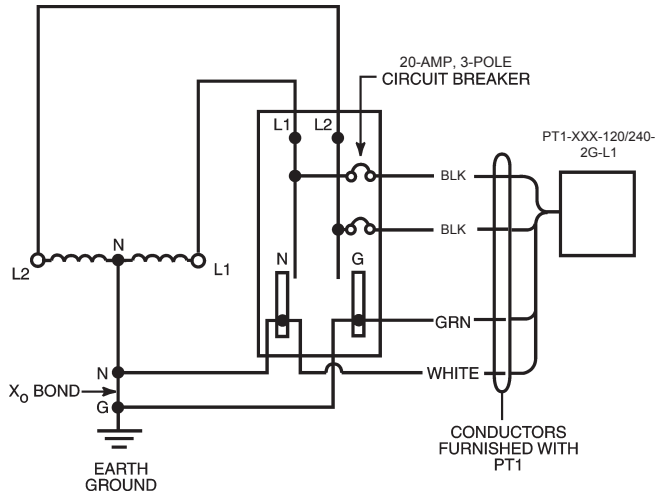 20-AMP, 3-POLE
CIRCUIT BREAKER
L1
L2
PT1-XXX-120/240-
2G-L1
BLK
BLK
N
L2
L1
N
G
GRN
N
WHITE
Xo BOND
G
CONDUCTORS
FURNISHED WITH
PT1
EARTH
GROUND